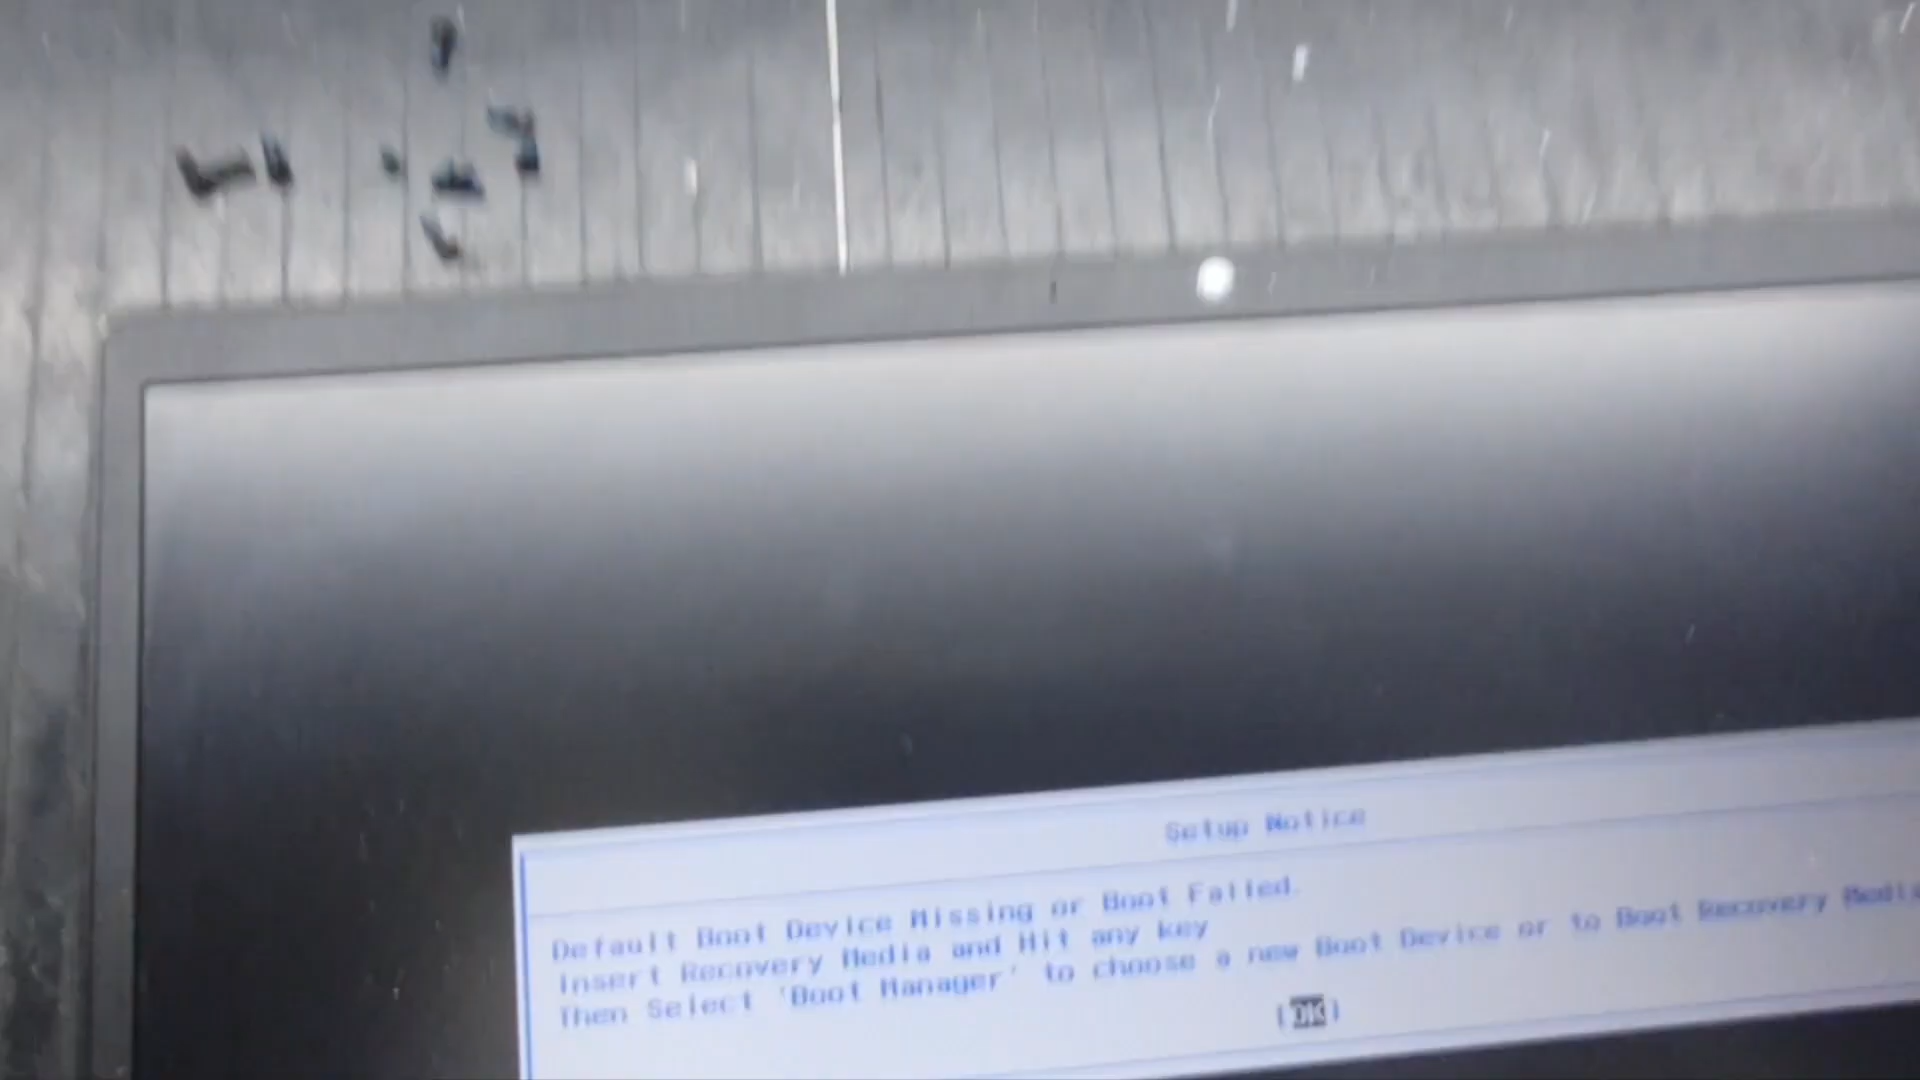 Setup Notice
Default Boot Device Missing or Boot Failed.
Insert Recovery Media and Hit any key
Then Select 'Boot Manager' to choose a new Boot Device or to Boot Recovery Media
[OK]